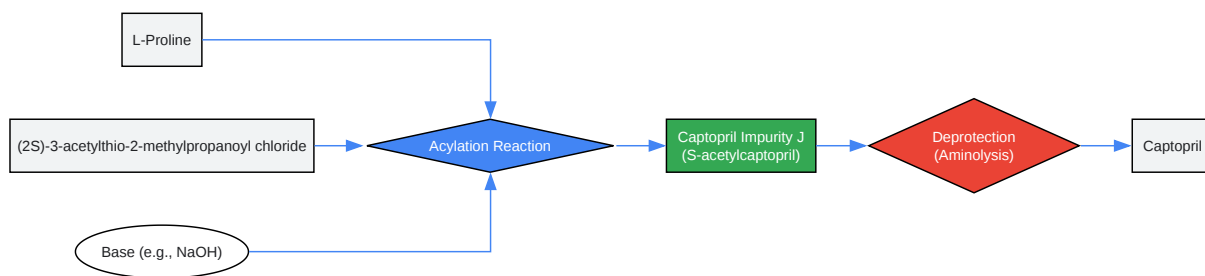 L-Proline
(2S)-3-acetylthio-2-methylpropanoyl chloride
Acylation Reaction
Captopril Impurity J
(S-acetylcaptopril)
Deprotection
(Aminolysis)
Captopril
Base (e.g., NaOH)